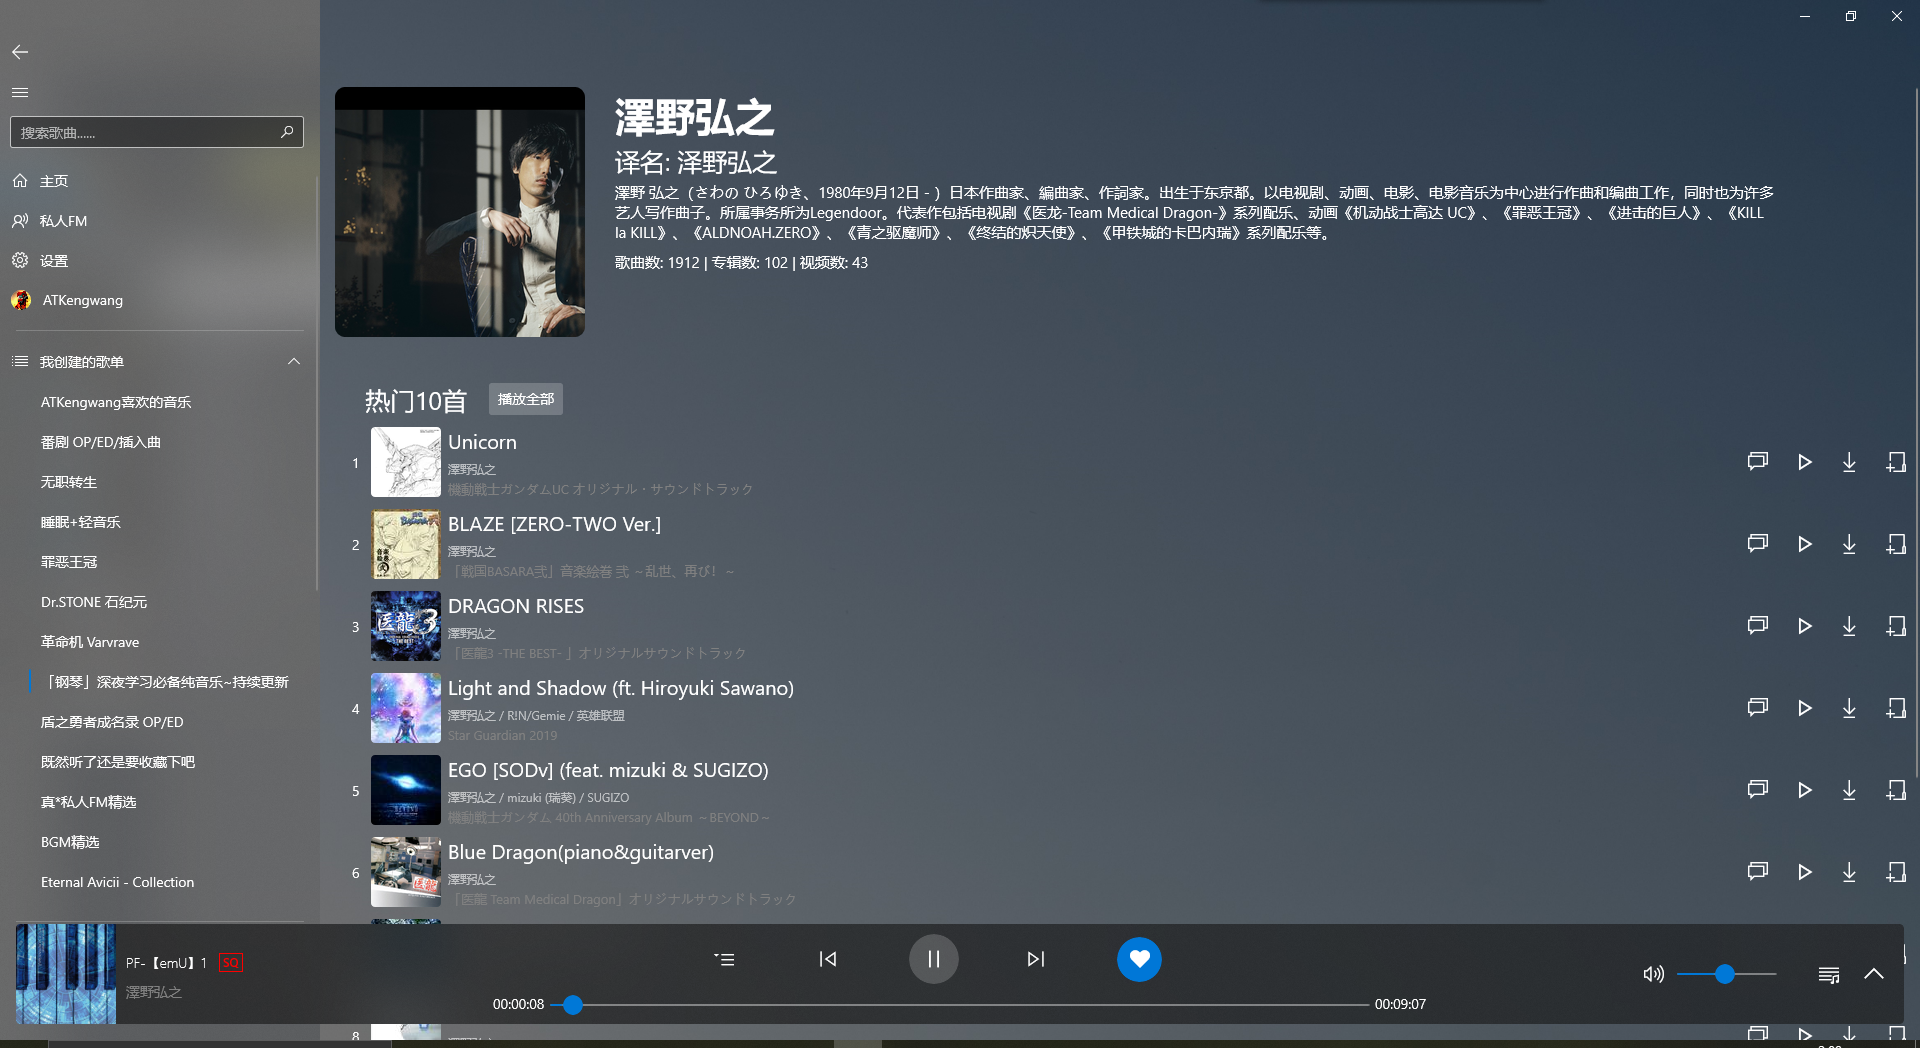 搜索歌曲......
主页
私人FM
设置
ATKengwang
我创建的歌单
ATKengwang喜欢的音乐
番剧 OP/ED/插入曲
无职转生
睡眠+轻音乐
罪恶王冠
Dr.STONE 石纪元
革命机 Varvrave
「钢琴」深夜学习必备纯音乐~持续更新
盾之勇者成名录 OP/ED
既然听了还是要收藏下吧
真*私人FM精选
BGM精选
Eternal Avicii - Collection
澤野弘之
译名: 泽野弘之
澤野 弘之（さわの ひろゆき、1980年9月12日 - ）日本作曲家、編曲家、作詞家。出生于东京都。以电视剧、动画、电影、电影音乐为中心进行作曲和编曲工作，同时也为许多
艺人写作曲子。所属事务所为Legendoor。代表作包括电视剧《医龙-Team Medical Dragon-》系列配乐、动画《机动战士高达 UC》、《罪恶王冠》、《进击的巨人》、《KILL
la KILL》、《ALDNOAH.ZERO》、《青之驱魔师》、《终结的炽天使》、《甲铁城的卡巴内瑞》系列配乐等。
歌曲数: 1912 | 专辑数: 102 | 视频数: 43
热门10首
播放全部
1
Unicorn
澤野弘之
機動戦士ガンダムUC オリジナル・サウンドトラック
2
BLAZE [ZERO-TWO Ver.]
澤野弘之
「戦国BASARA弐」音楽絵巻 弐 ～乱世、再び！～
3
医龍3
DRAGON RISES
澤野弘之
「医龍3 -THE BEST- 」オリジナルサウンドトラック
4
Light and Shadow (ft. Hiroyuki Sawano)
澤野弘之 / R!N/Gemie / 英雄联盟
Star Guardian 2019
5
EGO [SODv] (feat. mizuki & SUGIZO)
澤野弘之 / mizuki (瑞葵) / SUGIZO
機動戦士ガンダム 40th Anniversary Album ～BEYOND～
6
医龍
Blue Dragon(piano&guitarver)
澤野弘之
「医龍 Team Medical Dragon」オリジナルサウンドトラック
PF-【emU】1
SQ
澤野弘之
00:00:08
00:09:07
8